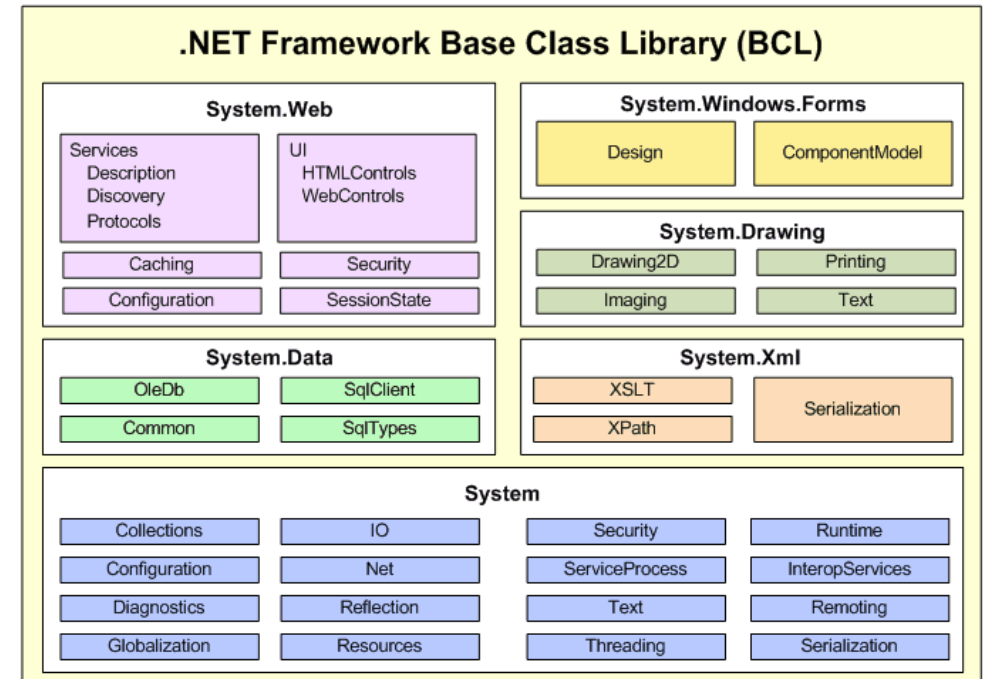 .NET Framework Base Class Library (BCL)
System.Web
Services
Description
Discovery
Protocols
UI
HTMLControls
WebControls
Caching
Security
Configuration
SessionState
System.Windows.Forms
Design
ComponentModel
System.Drawing
Drawing2D
Printing
Imaging
Text
System.Data
OleDb
SqlClient
Common
SqlTypes
System.Xml
XSLT
XPath
Serialization
System
Collections
IO
Security
Runtime
Configuration
Net
ServiceProcess
InteropServices
Diagnostics
Reflection
Text
Remoting
Globalization
Resources
Threading
Serialization